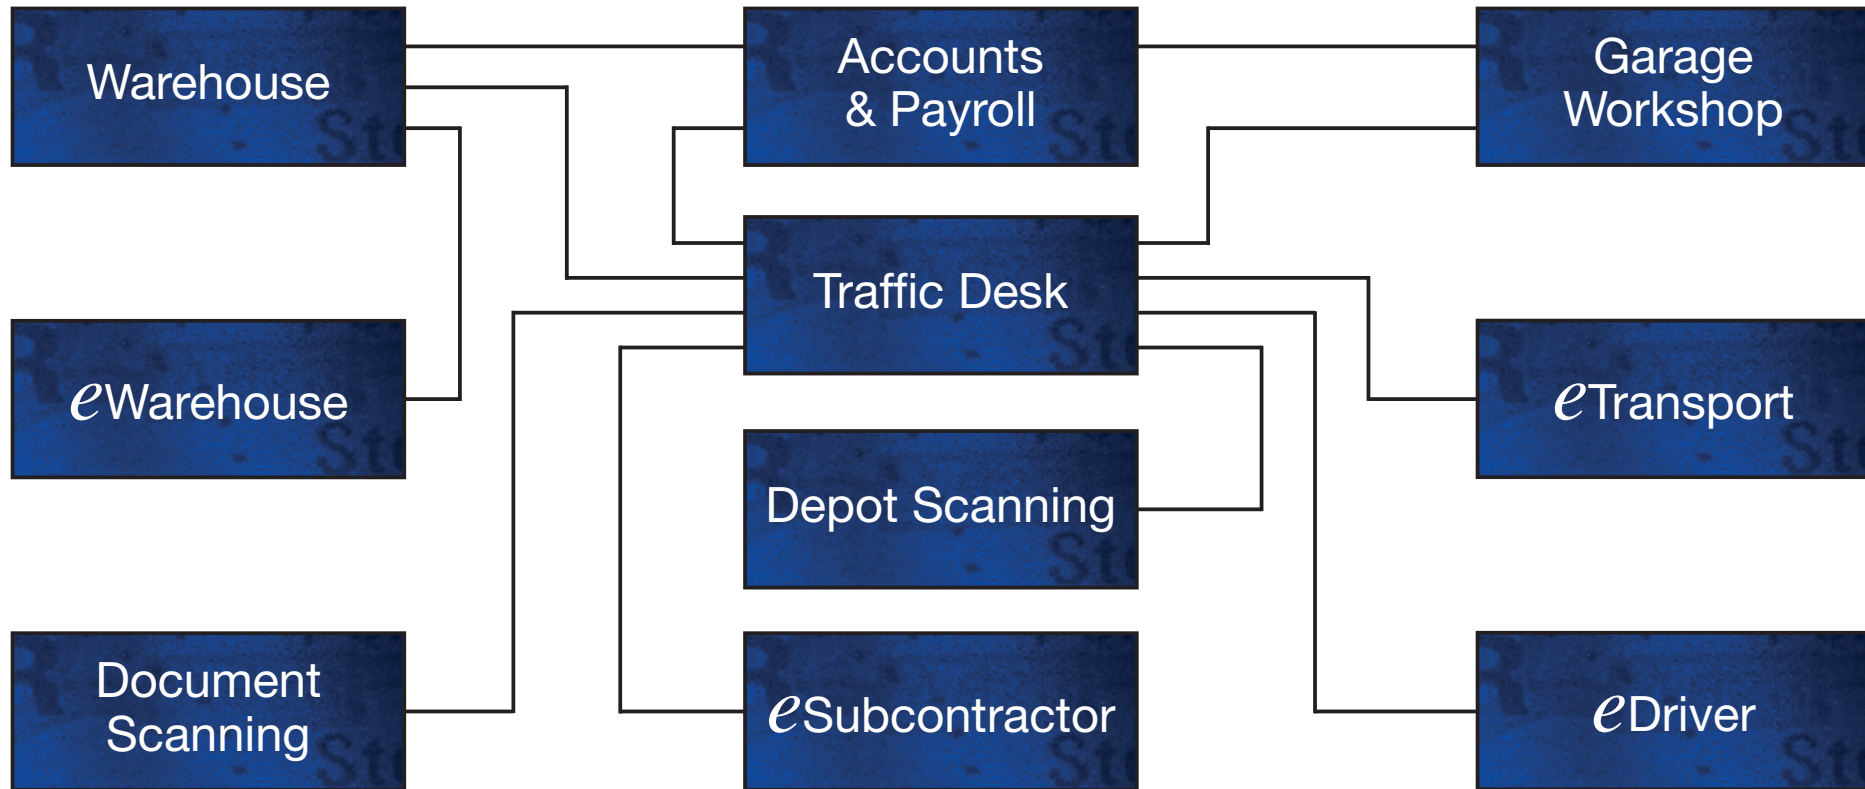 Warehouse
Accounts
& Payroll
Garage
Workshop
Traffic Desk
eWarehouse
eTransport
Depot Scanning
Document
Scanning
eSubcontractor
eDriver